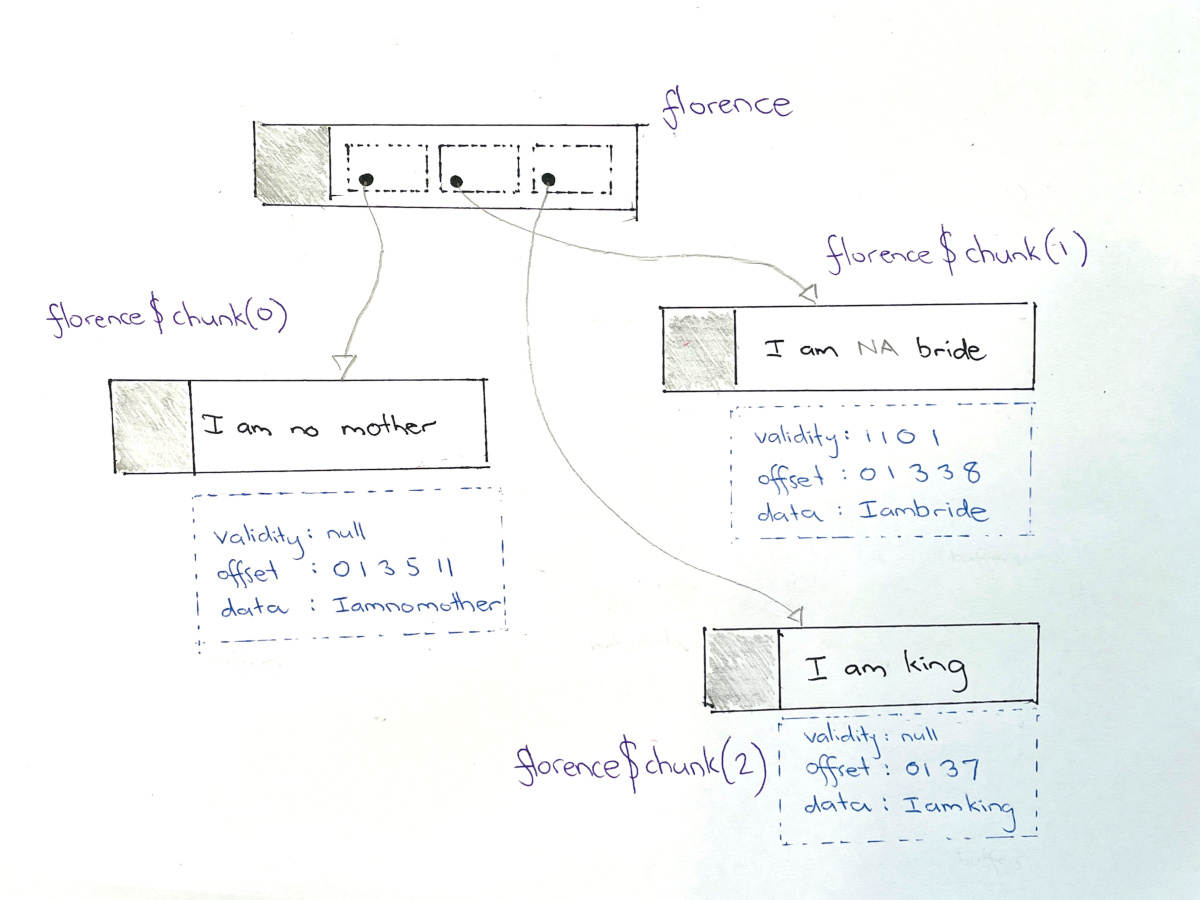 florence
florence$chunk(0)
I am no mother
validity: null
offset : 0 1 3 5 11
data : Iamnomother
florence$chunk(1)
I am NA bride
validity: 1 1 0 1
offset : 0 1 3 3 8
data : Iambride
florence$chunk(2)
I am king
validity: null
offset : 0 1 3 7
data : Iamking